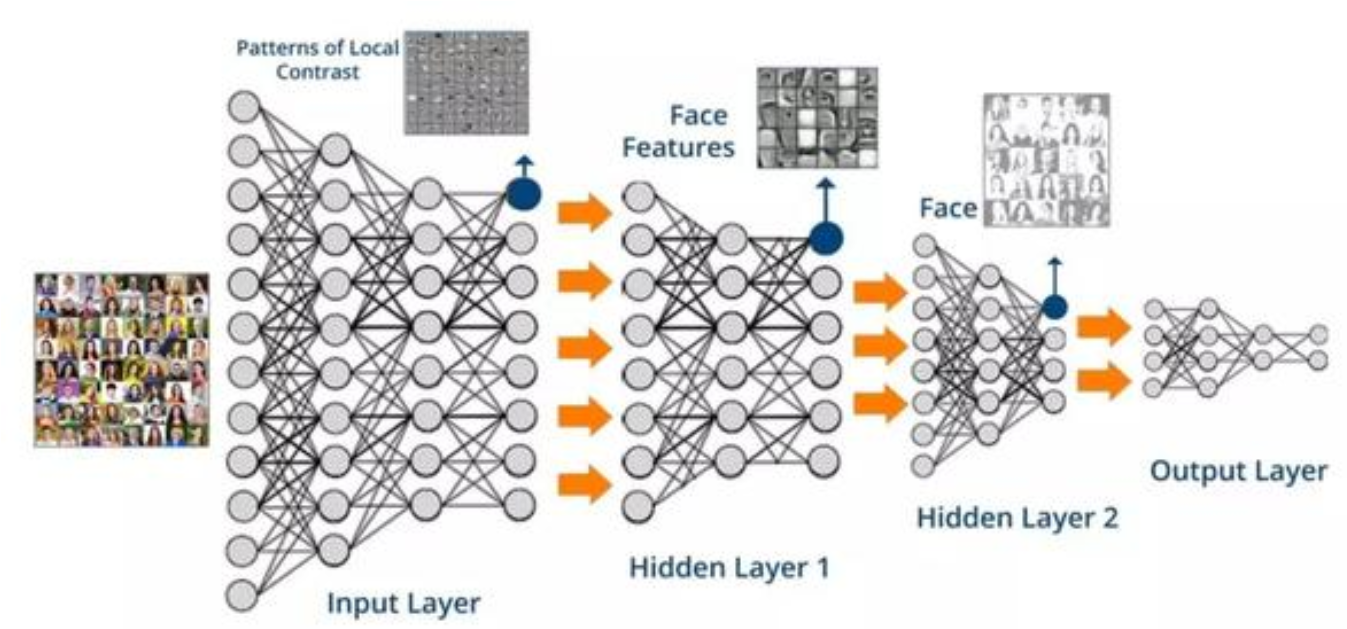 Patterns of Local
Contrast
Face
Features
Face
Input Layer
Hidden Layer 1
Hidden Layer 2
Output Layer